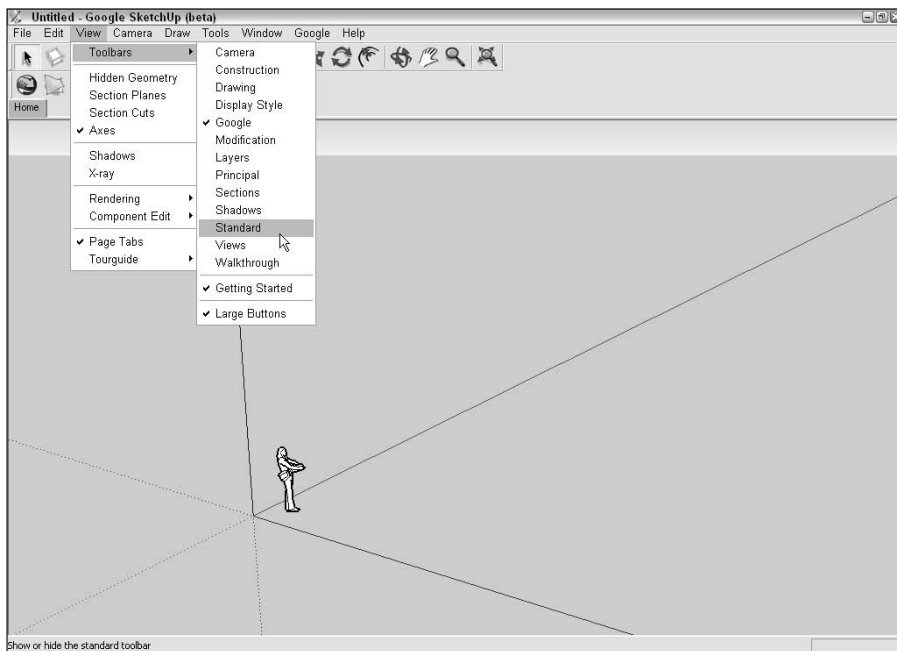 Untitled - Google SketchUp (beta)
File Edit View Camera Draw Tools Window Google Help
Toolbars
Hidden Geometry
Section Planes
Section Cuts
Axes
Shadows
X-ray
Rendering
Component Edit
Page Tabs
Tourguide
Camera
Construction
Drawing
Display Style
Google
Modification
Layers
Principal
Sections
Shadows
Standard
Views
Walkthrough
Getting Started
Large Buttons
Home
Show or hide the standard toolbar